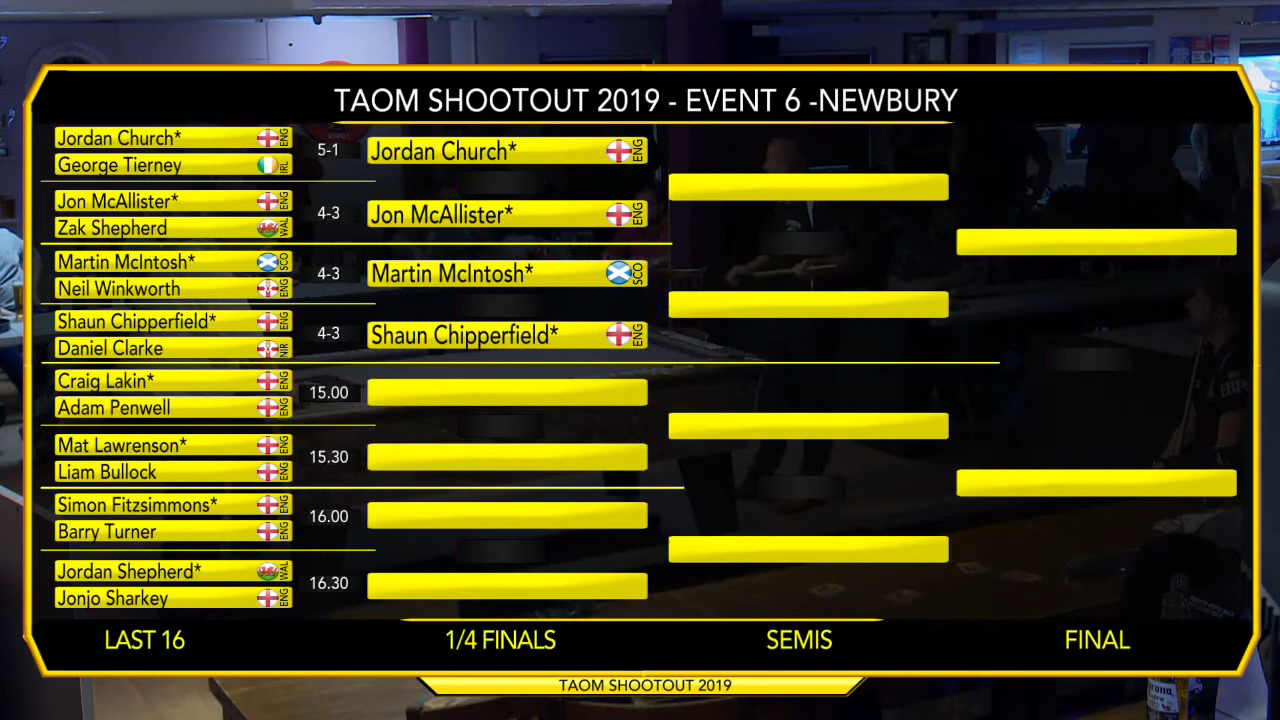 TAOM SHOOTOUT 2019 - EVENT 6 -NEWBURY
Jordan Church* ENG
George Tierney IRL
5-1
Jordan Church* ENG
Jon McAllister* ENG
Zak Shepherd WAL
4-3
Jon McAllister* ENG
Martin McIntosh* SCO
Neil Winkworth ENG
4-3
Martin McIntosh* SCO
Shaun Chipperfield* ENG
Daniel Clarke NIR
4-3
Shaun Chipperfield* ENG
Craig Lakin* ENG
Adam Penwell ENG
15.00
Mat Lawrenson* ENG
Liam Bullock ENG
15.30
Simon Fitzsimmons* ENG
Barry Turner ENG
16.00
Jordan Shepherd* WAL
Jonjo Sharkey ENG
16.30
LAST 16
1/4 FINALS
SEMIS
FINAL
TAOM SHOOTOUT 2019